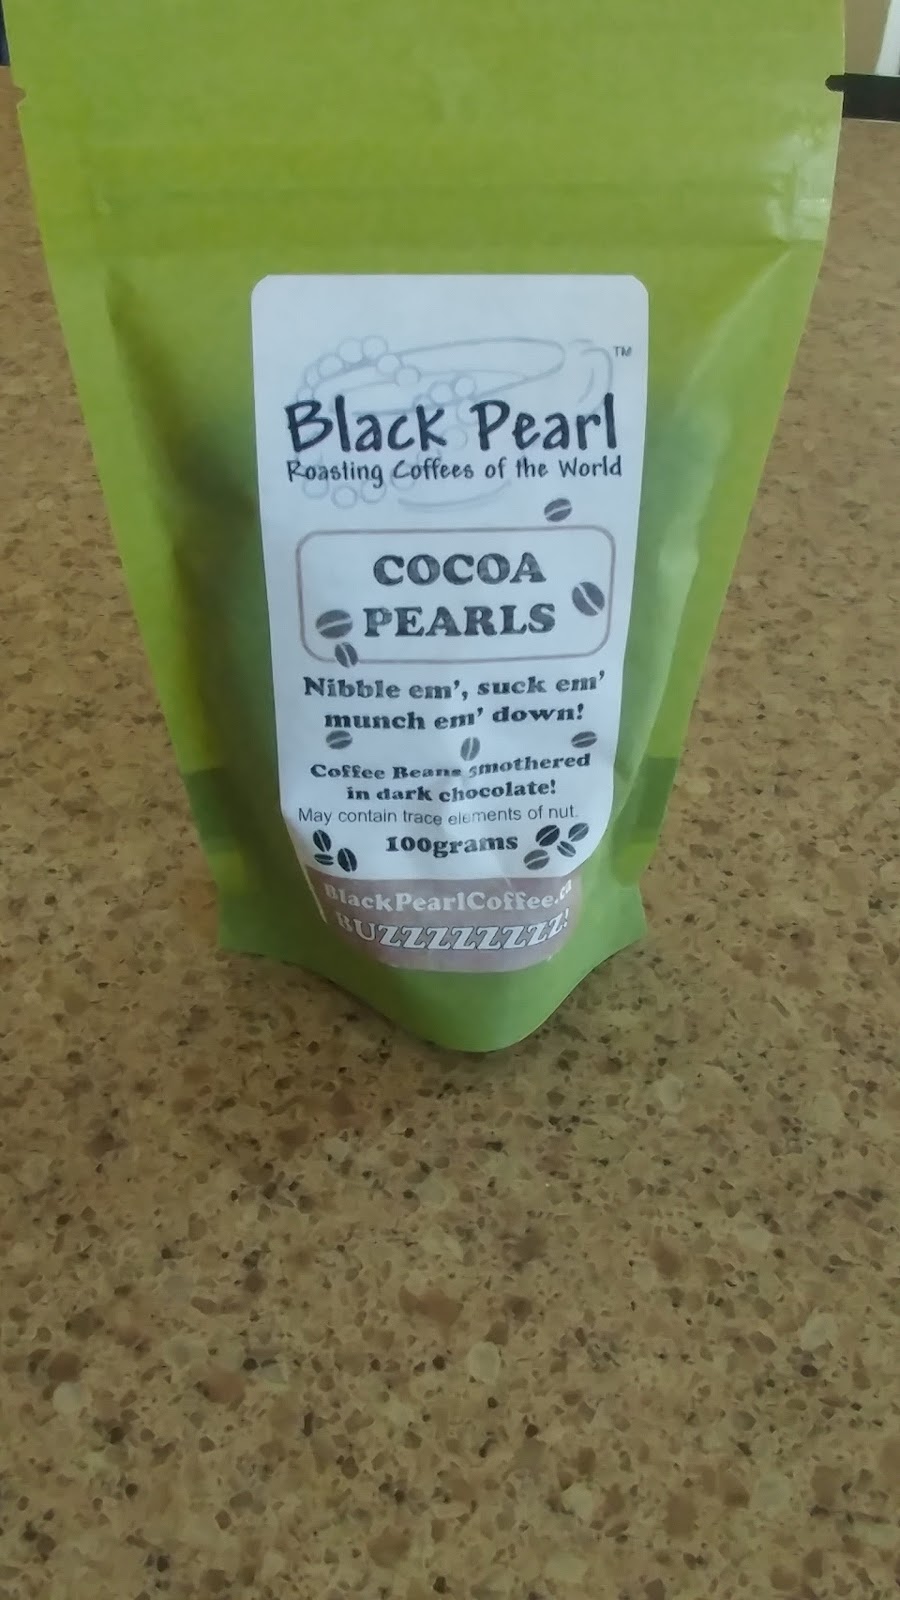 TM
Black Pearl
Roasting Coffees of the World
COCOA
PEARLS
Nibble em', suck em'
munch em' down!
Coffee Beans smothered
in dark chocolate!
May contain trace elements of nut.
100grams
BlackPearlCoffee.ca
BUZZZZZZZZZ!